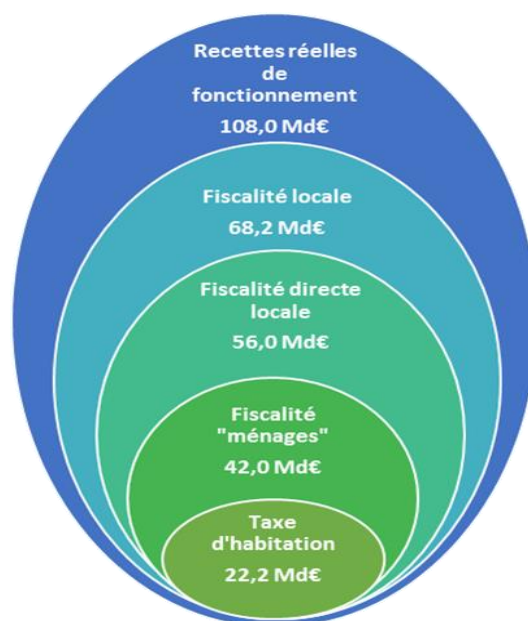 Recettes réelles
de
fonctionnement
108,0 Md€
Fiscalité locale
68,2 Md€
Fiscalité directe
locale
56,0 Md€
Fiscalité
"ménages"
42,0 Md€
Taxe
d'habitation
22,2 Md€